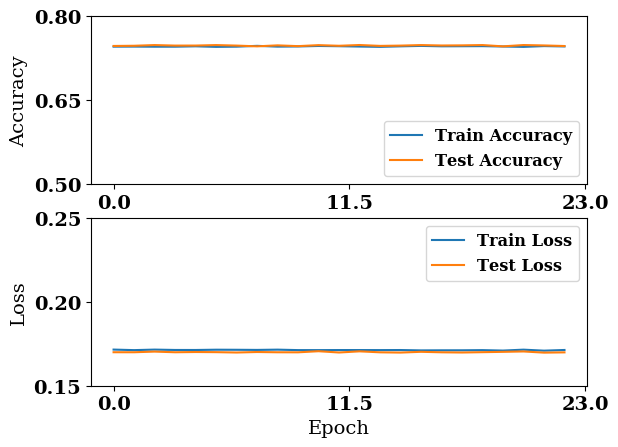 0.80
Accuracy
0.65
Train Accuracy
Test Accuracy
0.50
0.0 11.5 23.0
0.25
Train Loss
Test Loss
Loss
0.20
0.15
0.0 11.5 23.0
Epoch